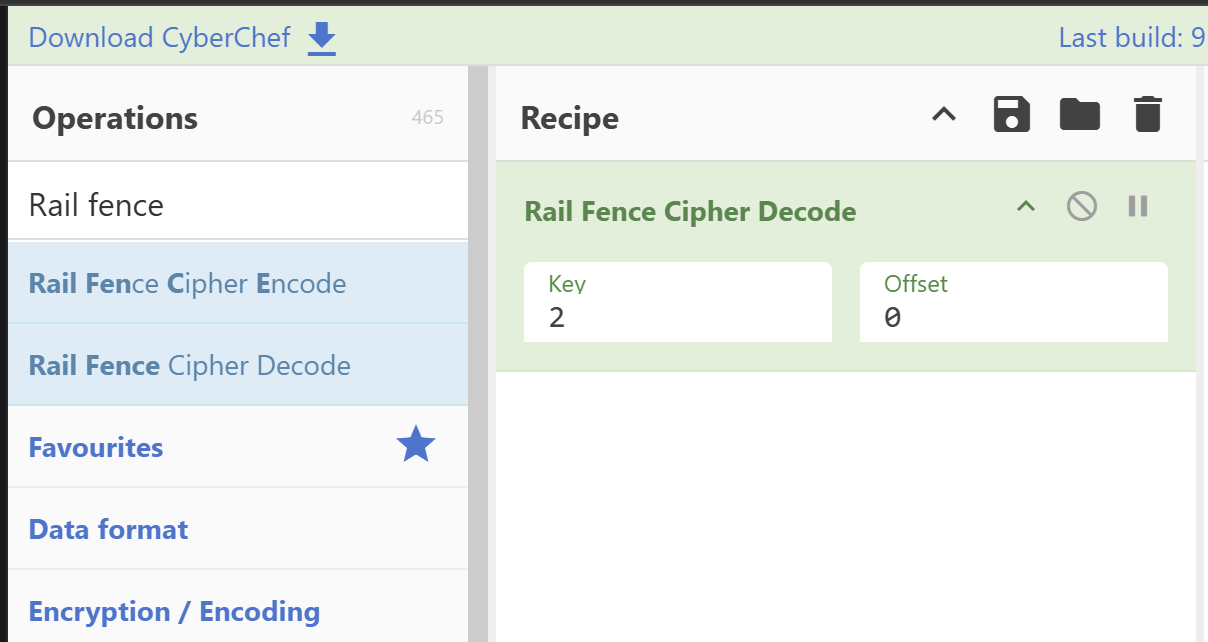 Download CyberChef
Last build: 9
Operations
465
Recipe
Rail fence
Rail Fence Cipher Encode
Rail Fence Cipher Decode
Favourites
Data format
Encryption / Encoding
Rail Fence Cipher Decode
Key
2
Offset
0